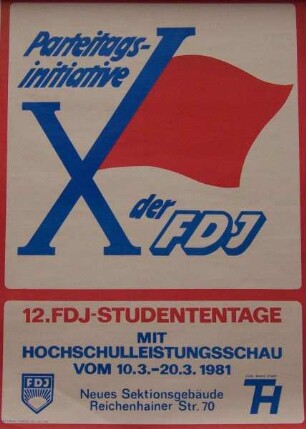 Parteitags-
initiative
X
der FDJ
12.FDJ-STUDENTENTAGE
MIT
HOCHSCHULLEISTUNGSSCHAU
VOM 10.3.–20.3. 1981
FDJ
Neues Sektionsgebäude
Reichenhainer Str. 70
TH